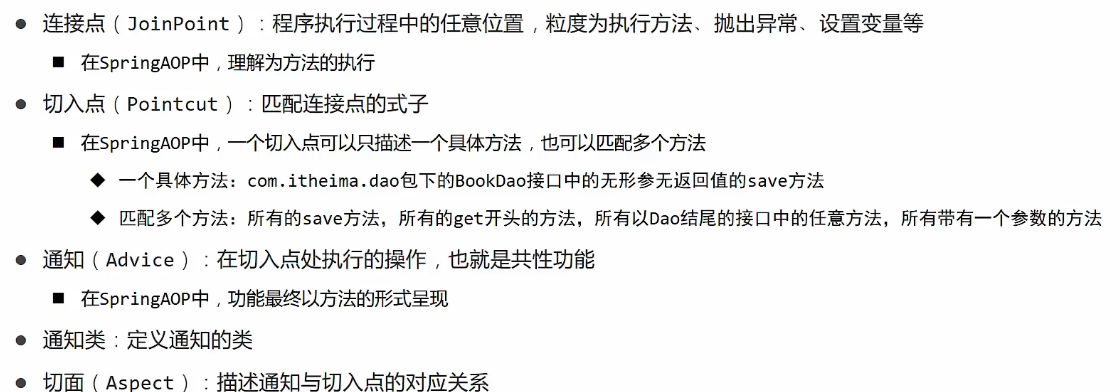 连接点（JoinPoint）：程序执行过程中的任意位置，粒度为执行方法、抛出异常、设置变量等
在SpringAOP中，理解为方法的执行
切入点（Pointcut）：匹配连接点的式子
在SpringAOP中，一个切入点可以只描述一个具体方法，也可以匹配多个方法
一个具体方法：com.itheima.dao包下的BookDao接口中的无形参无返回值的save方法
匹配多个方法：所有的save方法，所有的get开头的方法，所有以Dao结尾的接口中的任意方法，所有带有一个参数的方法
通知（Advice）：在切入点处执行的操作，也就是共性功能
在SpringAOP中，功能最终以方法的形式呈现
通知类：定义通知的类
切面（Aspect）：描述通知与切入点的对应关系